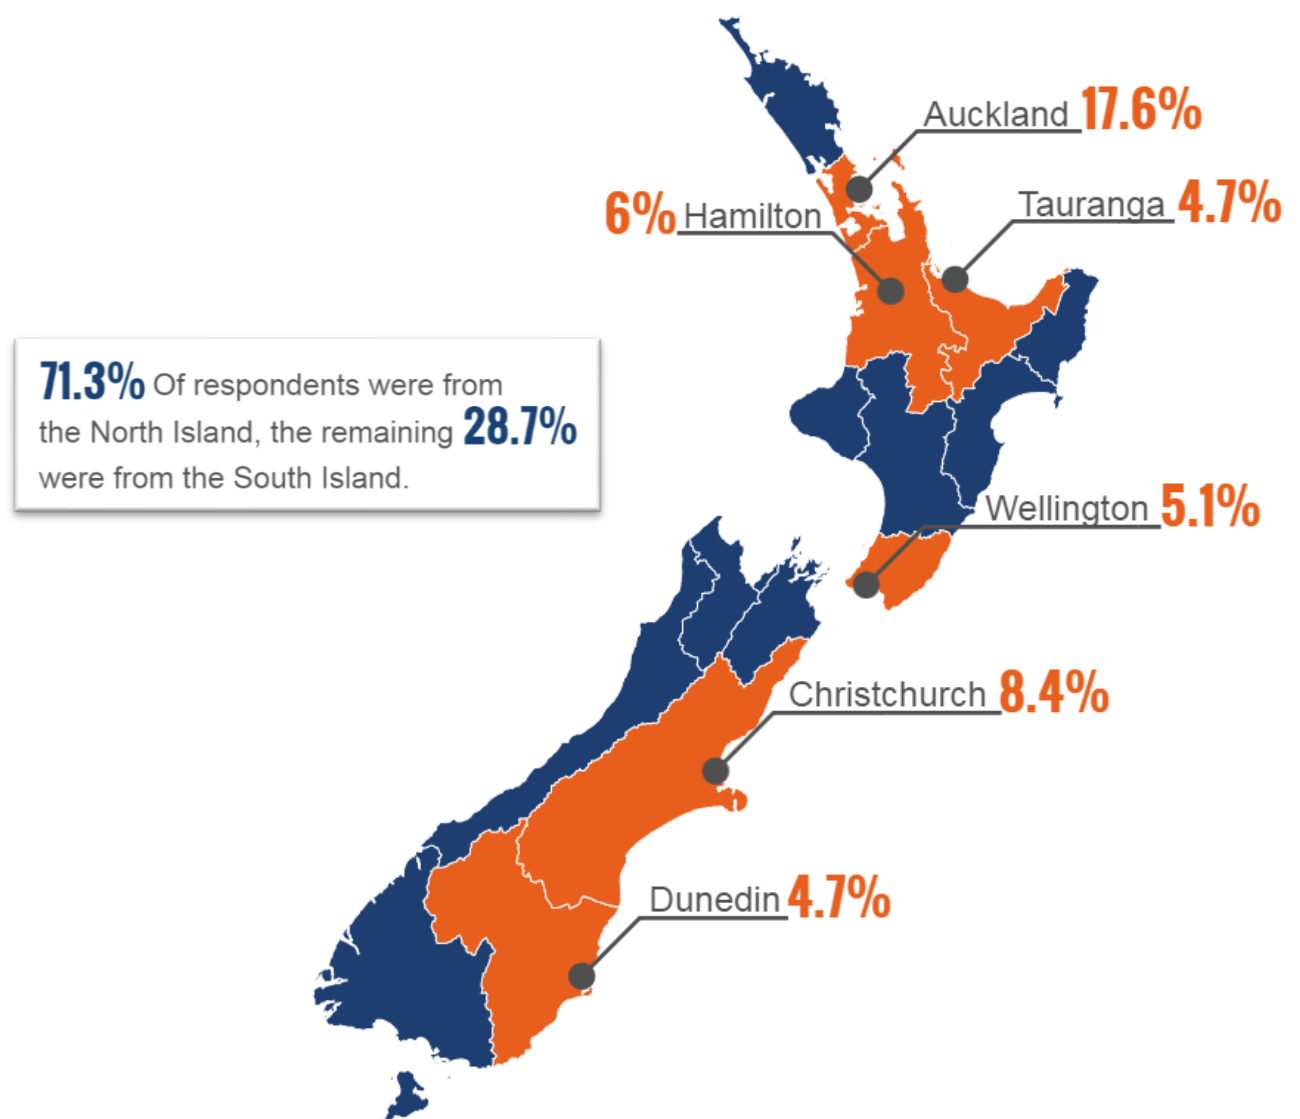 Auckland 17.6%
Tauranga 4.7%
6% Hamilton
71.3% Of respondents were from
the North Island, the remaining 28.7%
were from the South Island.
Wellington 5.1%
Christchurch 8.4%
Dunedin 4.7%